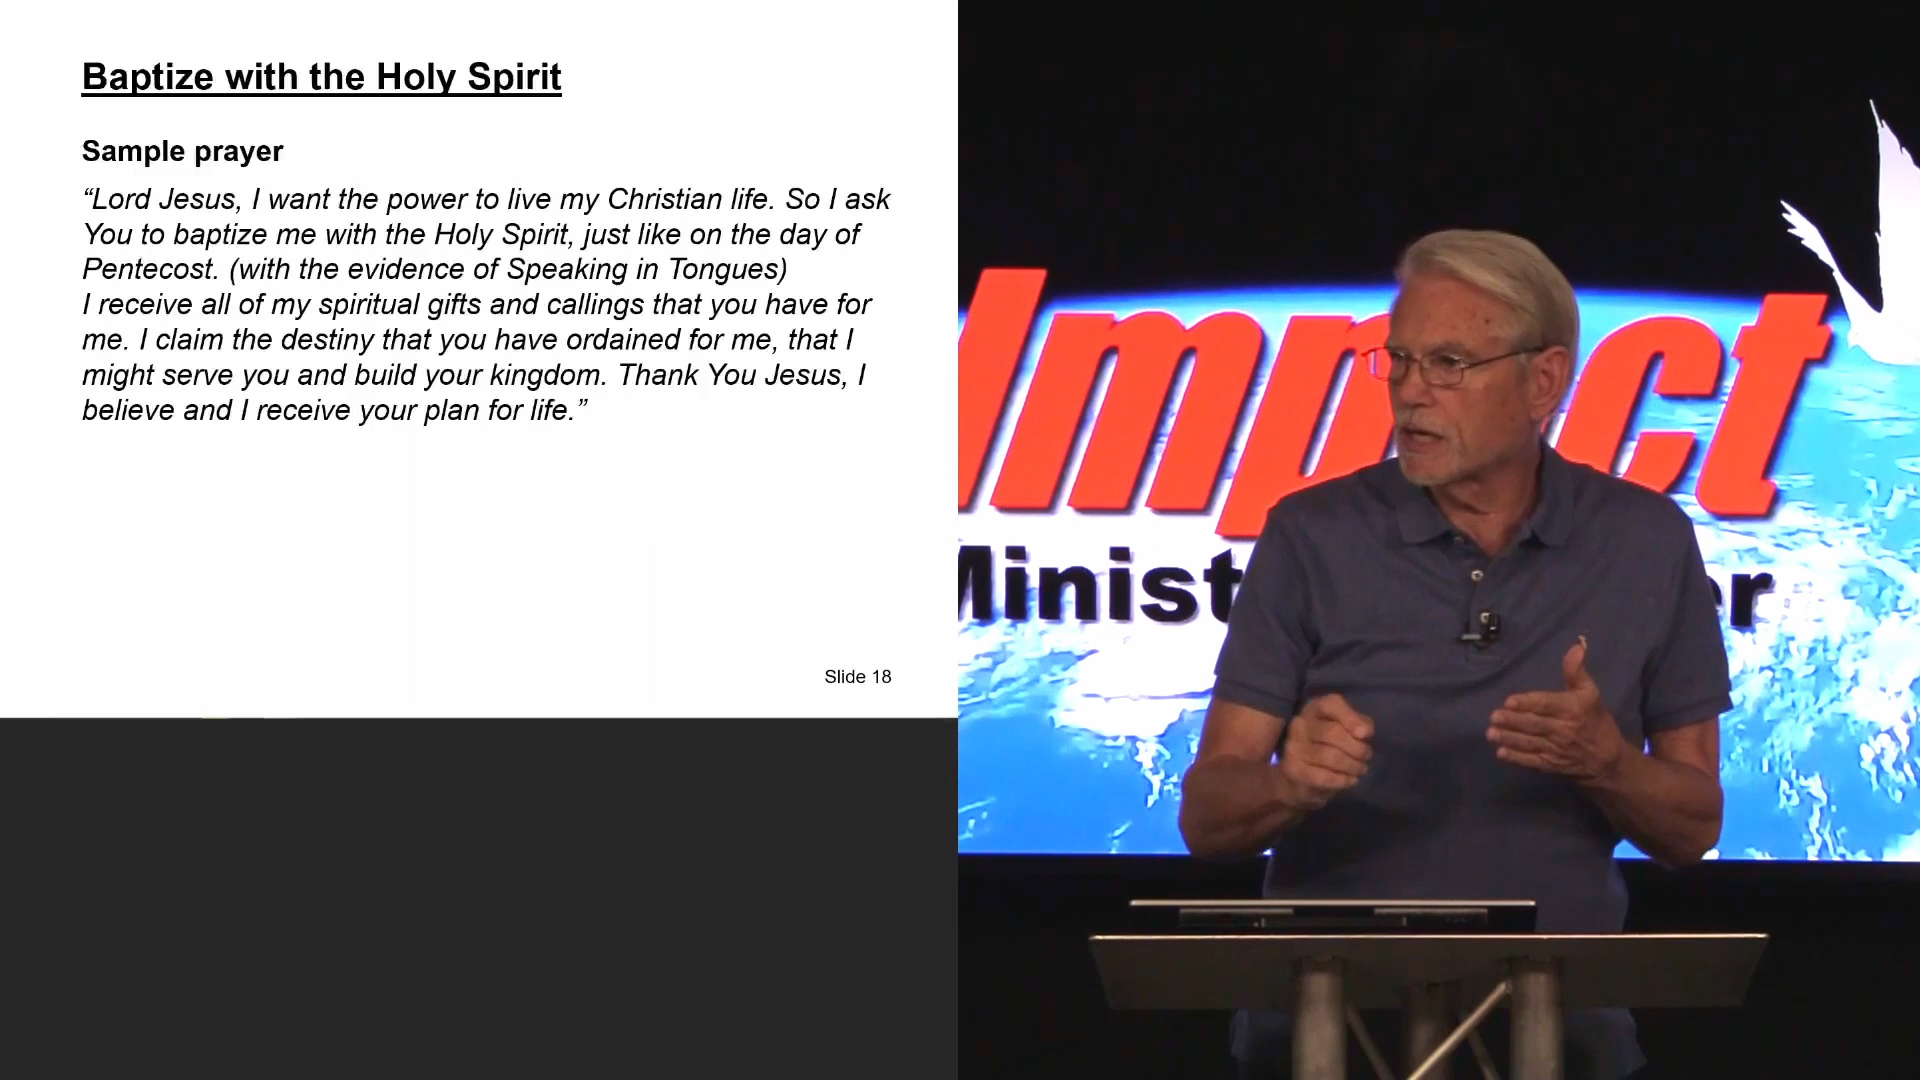 Baptize with the Holy Spirit
Sample prayer
“Lord Jesus, I want the power to live my Christian life. So I ask
You to baptize me with the Holy Spirit, just like on the day of
Pentecost. (with the evidence of Speaking in Tongues)
I receive all of my spiritual gifts and callings that you have for
me. I claim the destiny that you have ordained for me, that I
might serve you and build your kingdom. Thank You Jesus, I
believe and I receive your plan for life.”
Slide 18
Impact